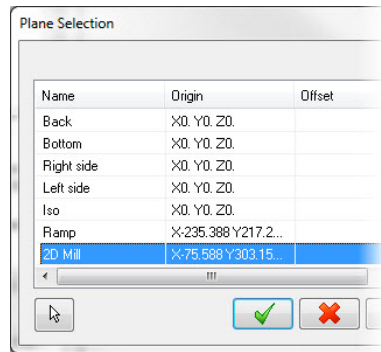 Plane Selection
Name Origin Offset
Back X0. Y0. Z0.
Bottom X0. Y0. Z0.
Right side X0. Y0. Z0.
Left side X0. Y0. Z0.
Iso X0. Y0. Z0.
Ramp X-235.388 Y217.2...
2D Mill X-75.588 Y303.15...